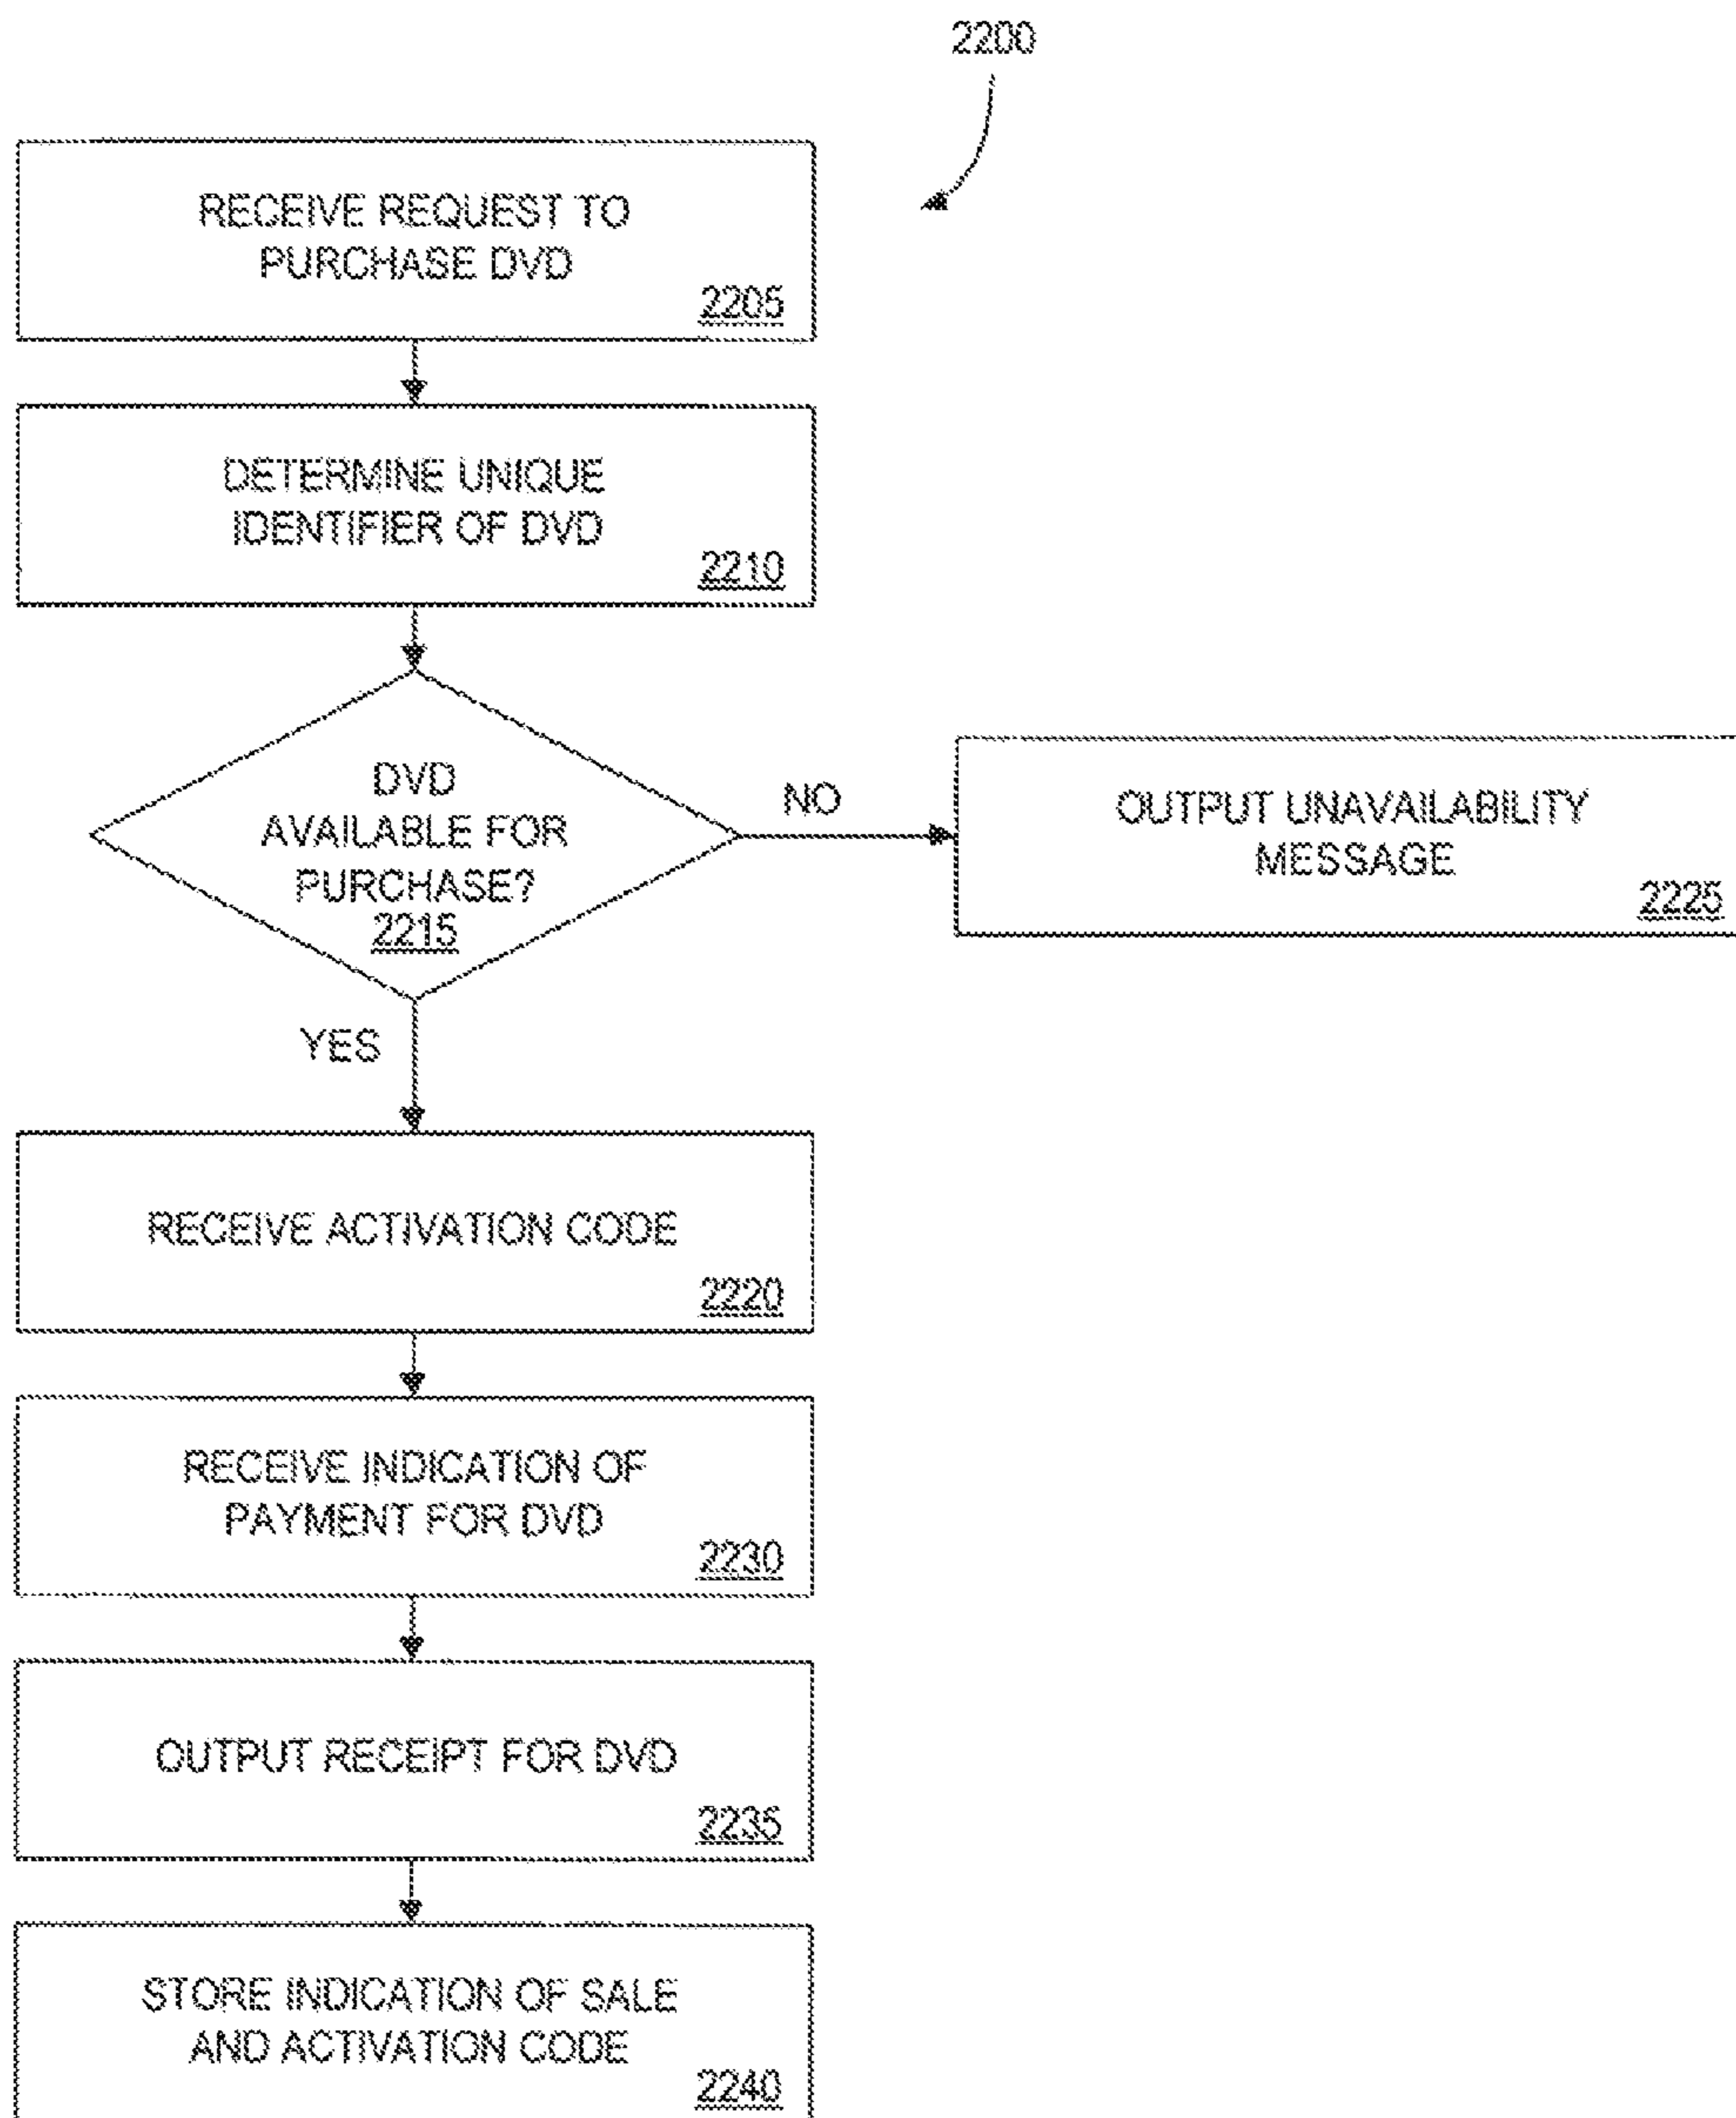 2200
RECEIVE REQUEST TO
PURCHASE DVD
2205
DETERMINE UNIQUE
IDENTIFIER OF DVD
2210
DVD
AVAILABLE FOR
PURCHASE?
2215
NO
OUTPUT UNAVAILABILITY
MESSAGE
2225
YES
RECEIVE ACTIVATION CODE
2220
RECEIVE INDICATION OF
PAYMENT FOR DVD
2230
OUTPUT RECEIPT FOR DVD
2235
STORE INDICATION OF SALE
AND ACTIVATION CODE
2240